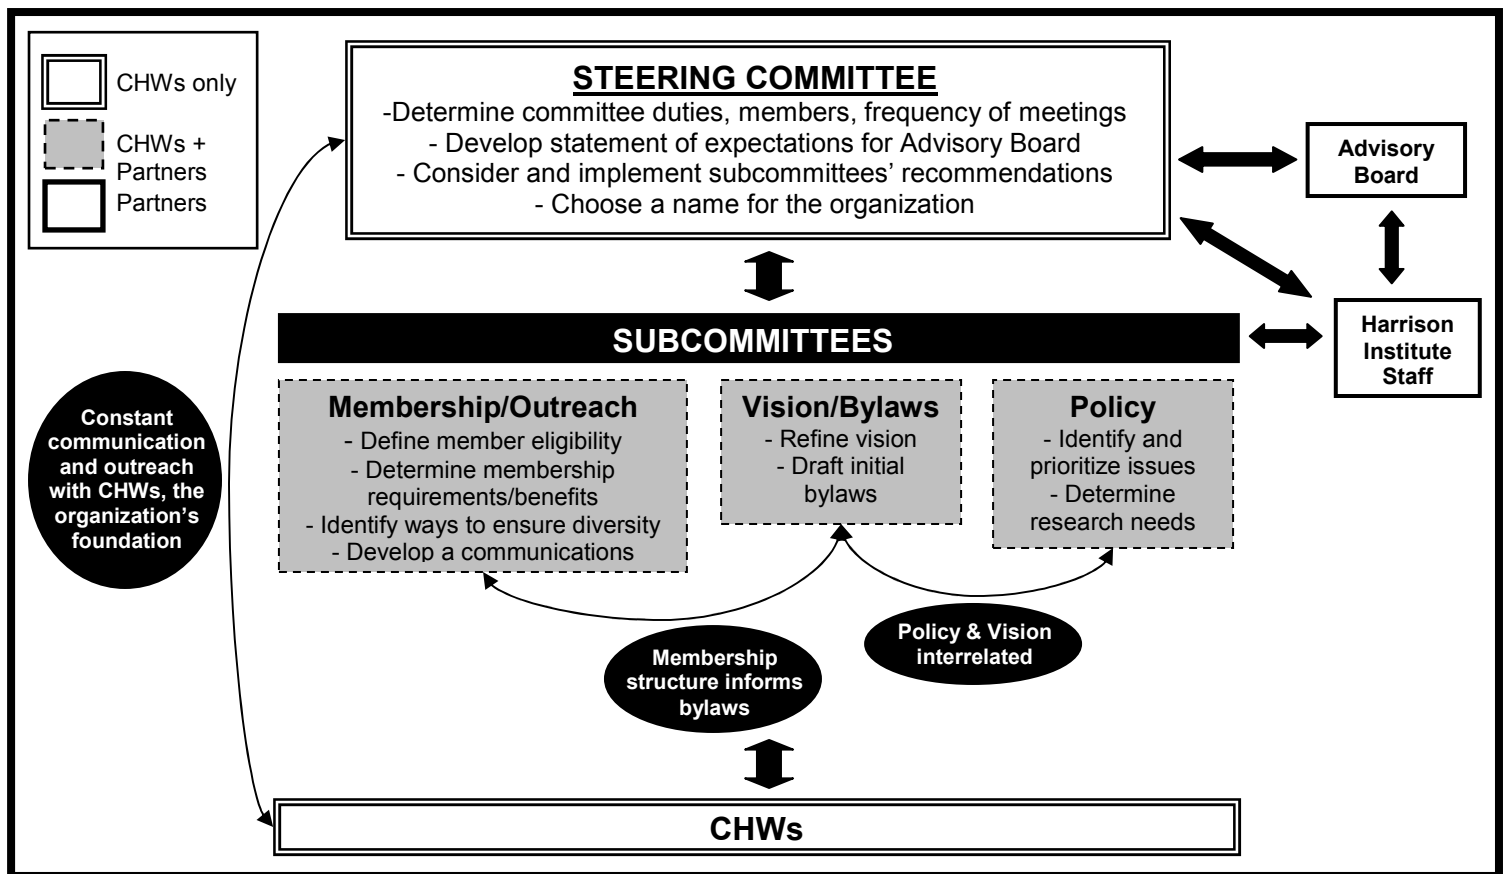 CHWs only
CHWs +
Partners
Partners
STEERING COMMITTEE
-Determine committee duties, members, frequency of meetings
- Develop statement of expectations for Advisory Board
- Consider and implement subcommittees’ recommendations
- Choose a name for the organization
Advisory
Board
Harrison
Institute
Staff
SUBCOMMITTEES
Membership/Outreach
- Define member eligibility
- Determine membership
requirements/benefits
- Identify ways to ensure diversity
- Develop a communications
Vision/Bylaws
- Refine vision
- Draft initial
bylaws
Policy
- Identify and
prioritize issues
- Determine
research needs
Constant
communication
and outreach
with CHWs, the
organization’s
foundation
Membership
structure informs
bylaws
Policy & Vision
interrelated
CHWs